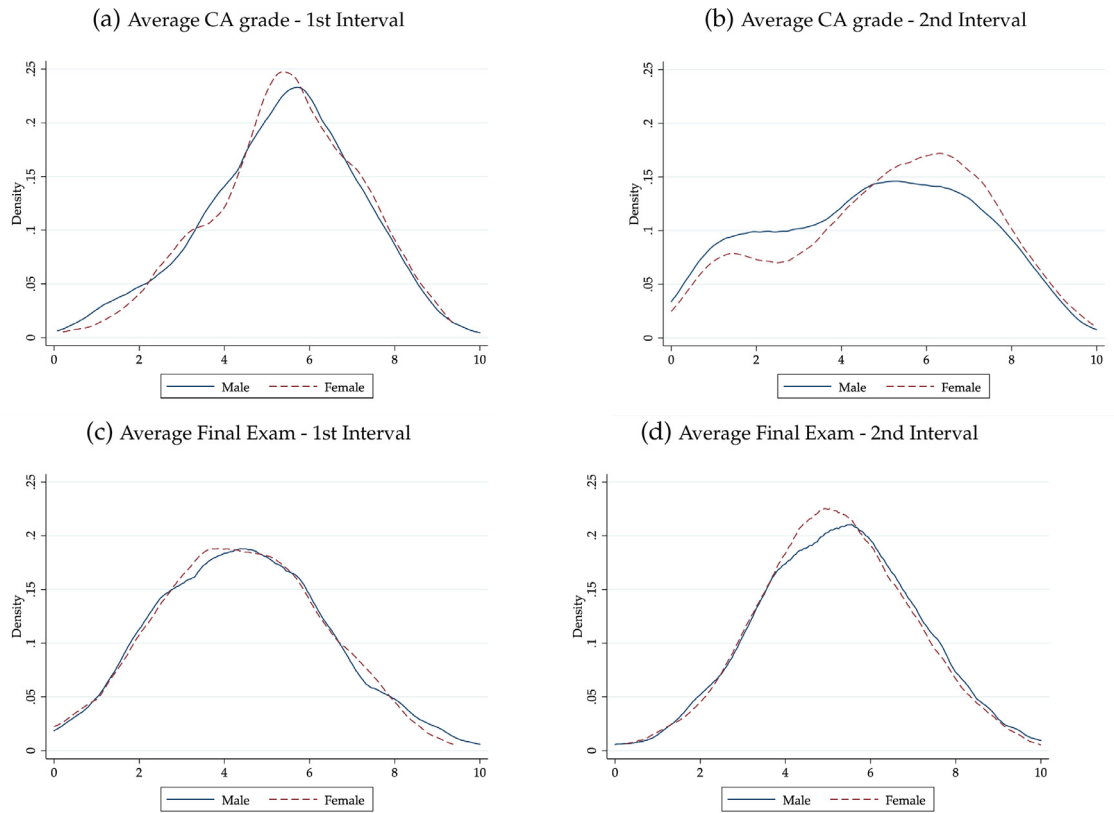 (a) Average CA grade - 1st Interval
Density
.25
.2
.15
.1
.05
0
0 2 4 6 8 10
Male Female
(b) Average CA grade - 2nd Interval
Density
.25
.2
.15
.1
.05
0
0 2 4 6 8 10
Male Female
(c) Average Final Exam - 1st Interval
Density
.25
.2
.15
.1
.05
0
0 2 4 6 8 10
Male Female
(d) Average Final Exam - 2nd Interval
Density
.25
.2
.15
.1
.05
0
0 2 4 6 8 10
Male Female